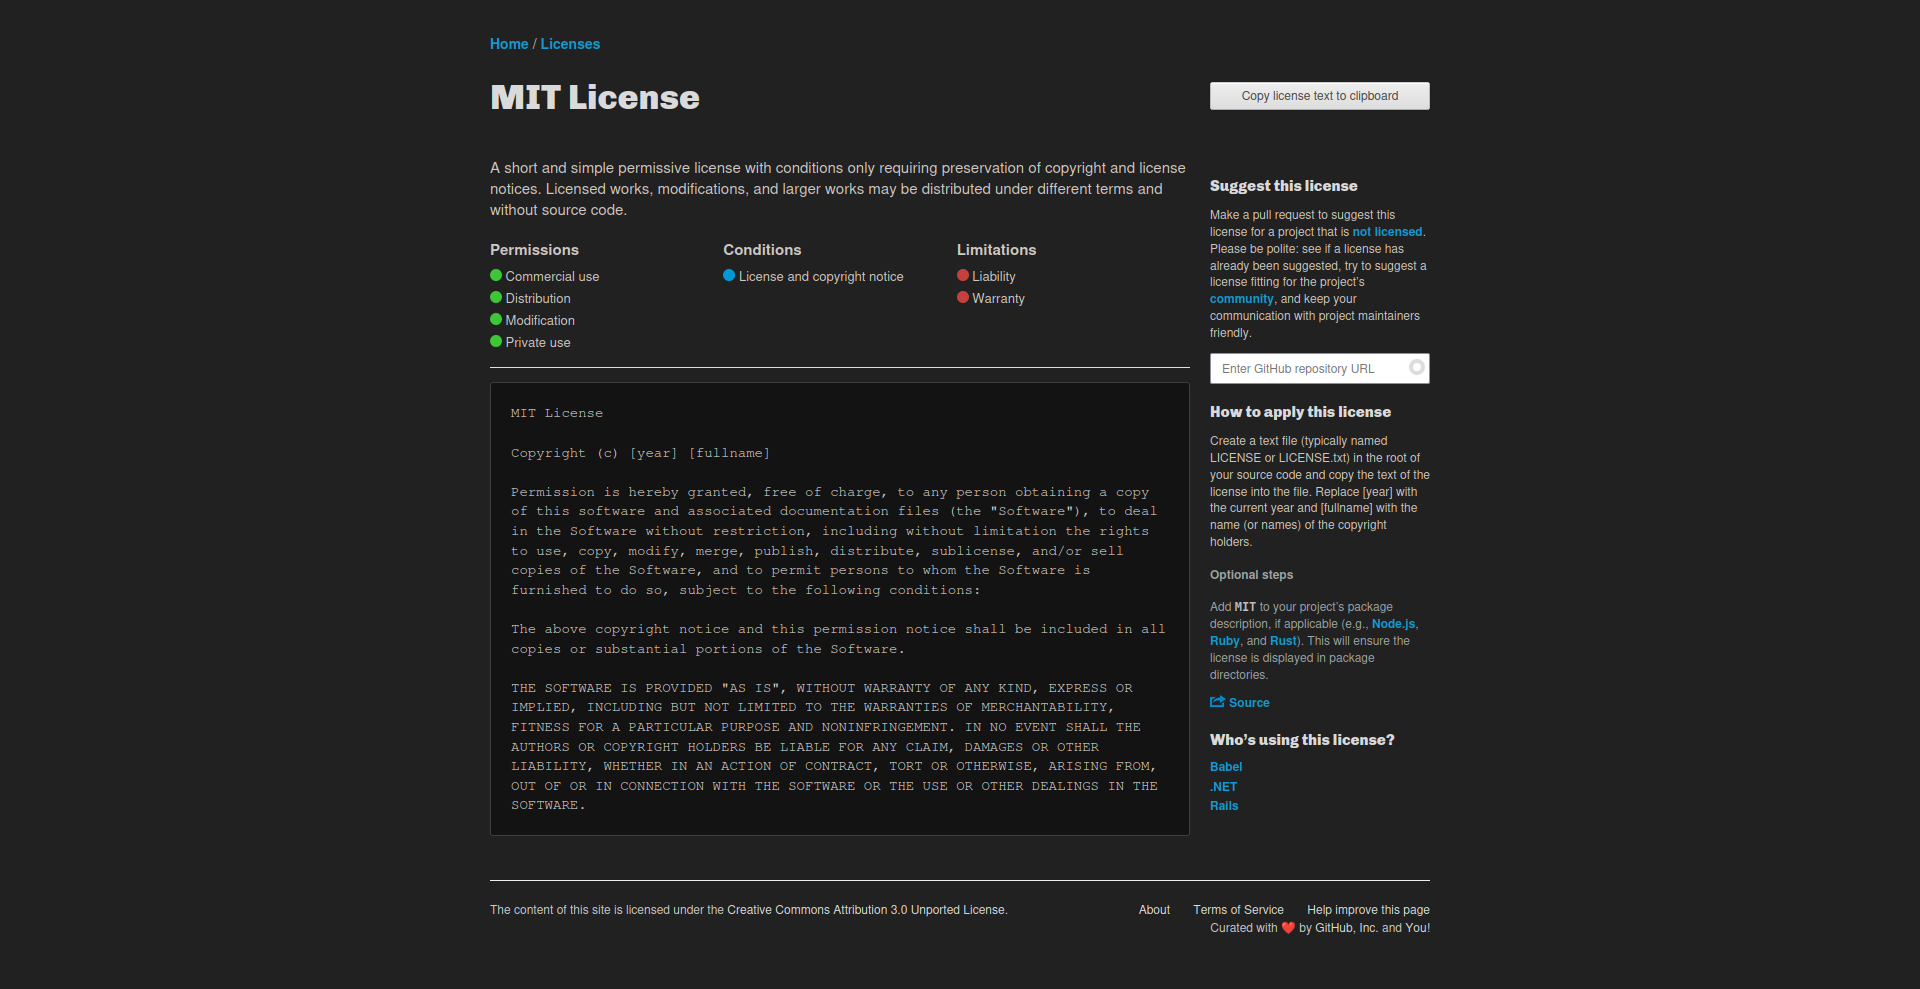 Home / Licenses
MIT License
Copy license text to clipboard
A short and simple permissive license with conditions only requiring preservation of copyright and license
notices. Licensed works, modifications, and larger works may be distributed under different terms and
without source code.
Permissions
Commercial use
Distribution
Modification
Private use
Conditions
License and copyright notice
Limitations
Liability
Warranty
MIT License
Copyright (c) [year] [fullname]
Permission is hereby granted, free of charge, to any person obtaining a copy
of this software and associated documentation files (the "Software"), to deal
in the Software without restriction, including without limitation the rights
to use, copy, modify, merge, publish, distribute, sublicense, and/or sell
copies of the Software, and to permit persons to whom the Software is
furnished to do so, subject to the following conditions:
The above copyright notice and this permission notice shall be included in all
copies or substantial portions of the Software.
THE SOFTWARE IS PROVIDED "AS IS", WITHOUT WARRANTY OF ANY KIND, EXPRESS OR
IMPLIED, INCLUDING BUT NOT LIMITED TO THE WARRANTIES OF MERCHANTABILITY,
FITNESS FOR A PARTICULAR PURPOSE AND NONINFRINGEMENT. IN NO EVENT SHALL THE
AUTHORS OR COPYRIGHT HOLDERS BE LIABLE FOR ANY CLAIM, DAMAGES OR OTHER
LIABILITY, WHETHER IN AN ACTION OF CONTRACT, TORT OR OTHERWISE, ARISING FROM,
OUT OF OR IN CONNECTION WITH THE SOFTWARE OR THE USE OR OTHER DEALINGS IN THE
SOFTWARE.
Suggest this license
Make a pull request to suggest this
license for a project that is not licensed.
Please be polite: see if a license has
already been suggested, try to suggest a
license fitting for the project's
community, and keep your
communication with project maintainers
friendly.
Enter GitHub repository URL
How to apply this license
Create a text file (typically named
LICENSE or LICENSE.txt) in the root of
your source code and copy the text of the
license into the file. Replace [year] with
the current year and [fullname] with the
name (or names) of the copyright
holders.
Optional steps
Add MIT to your project's package
description, if applicable (e.g., Node.js,
Ruby, and Rust). This will ensure the
license is displayed in package
directories.
Source
Who's using this license?
Babel
.NET
Rails
The content of this site is licensed under the Creative Commons Attribution 3.0 Unported License.
About Terms of Service Help improve this page
Curated with ❤️ by GitHub, Inc. and You!